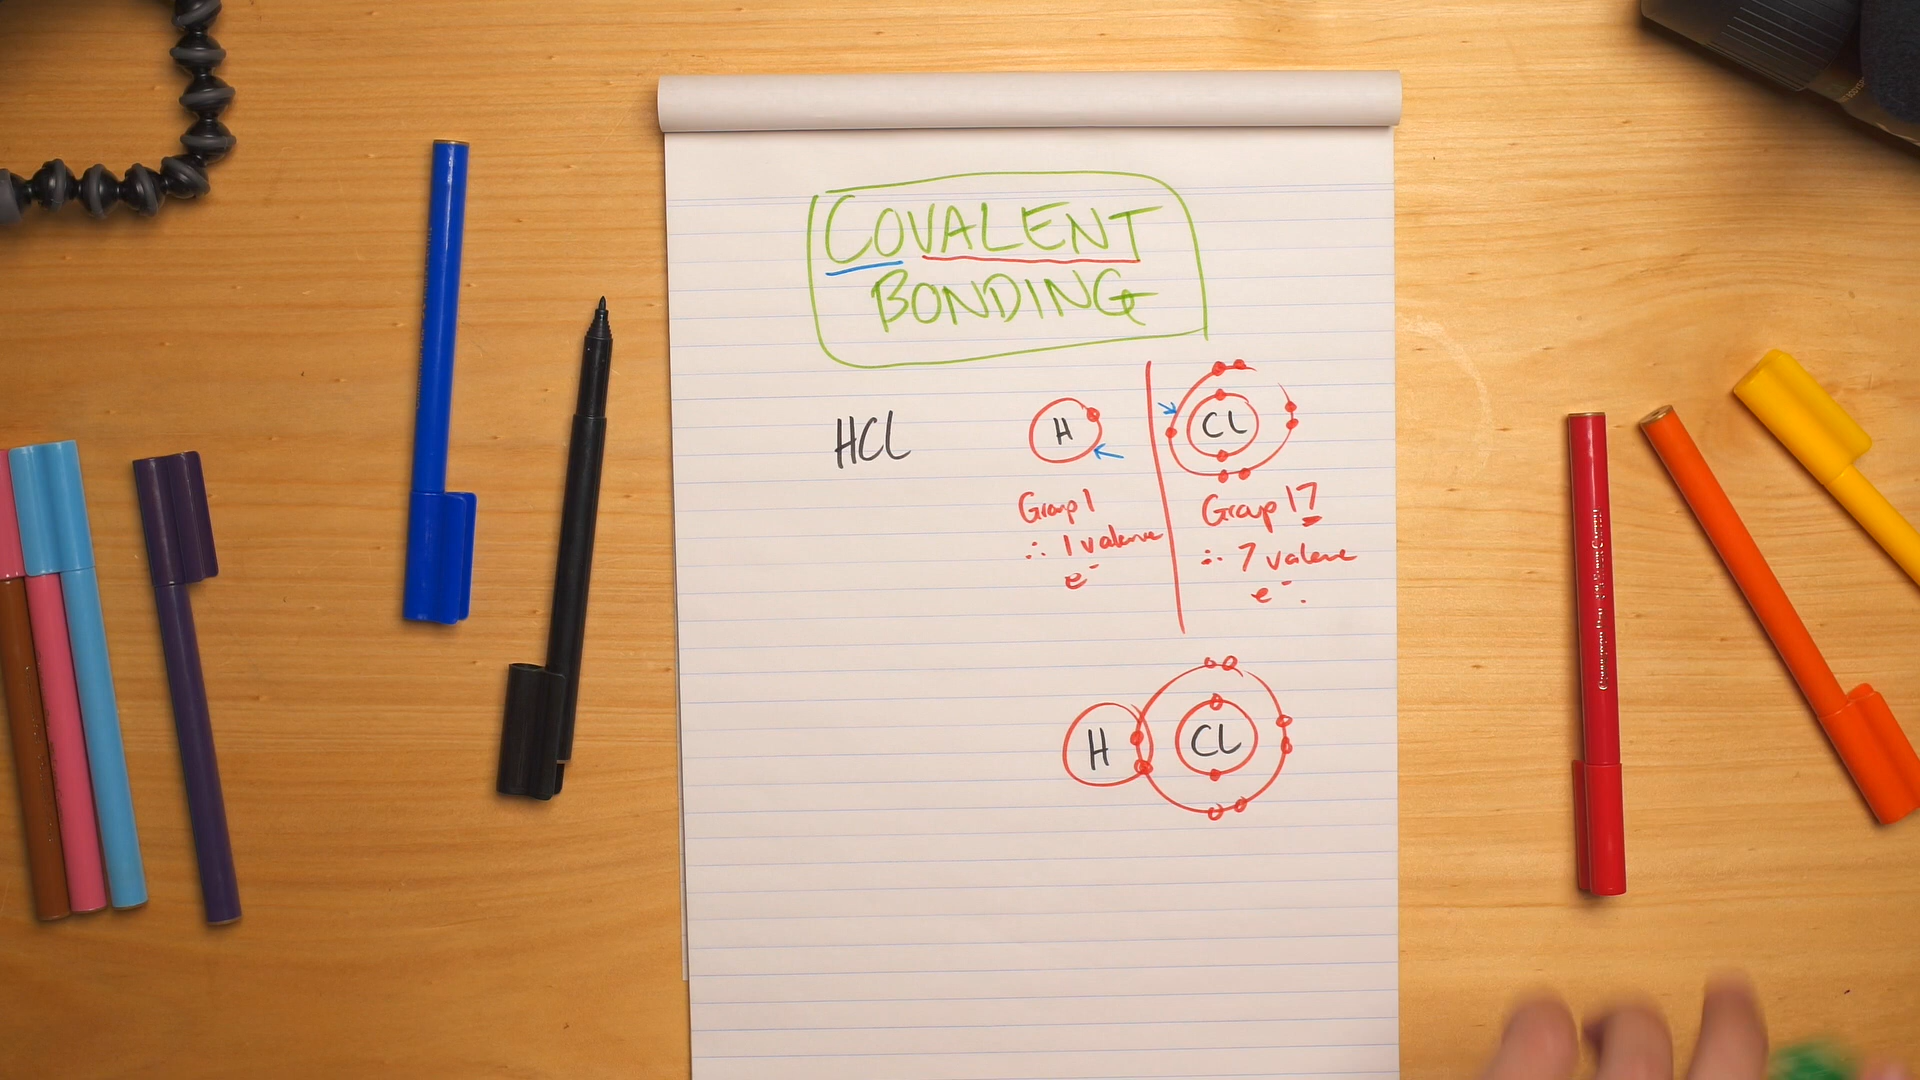 COVALENT
BONDING
HCl
H
Cl
Group 1
∴ 1 valence
e⁻
Group 17
∴ 7 valence
e⁻.
H
Cl